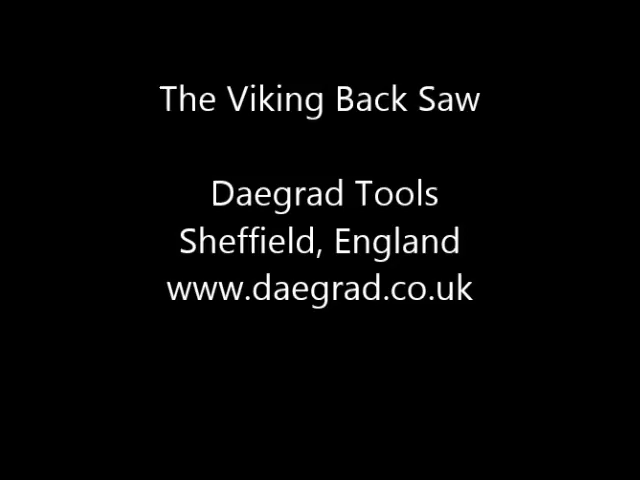 The Viking Back Saw
Daegrad Tools
Sheffield, England
www.daegrad.co.uk